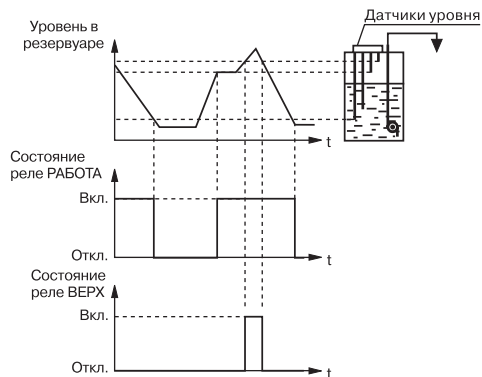 Уровень в
резервуаре
Датчики уровня
t
Состояние
реле РАБОТА
Вкл.
Откл.
t
Состояние
реле ВЕРХ
Вкл.
Откл.
t